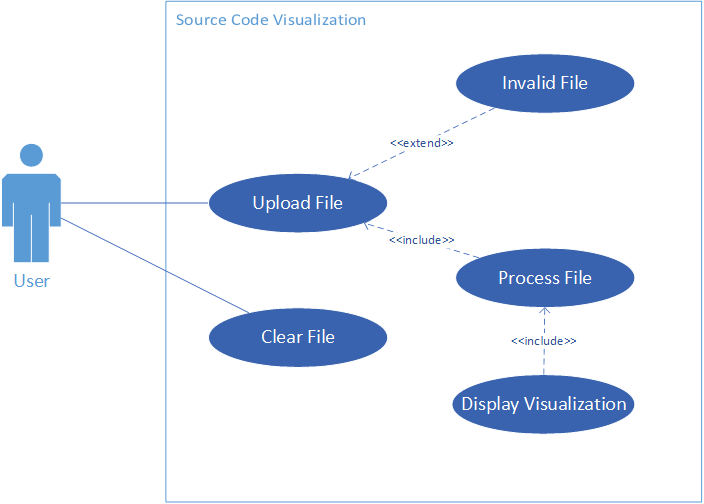 Source Code Visualization
Invalid File
<<extend>>
Upload File
<<include>>
Process File
User
Clear File
<<include>>
Display Visualization